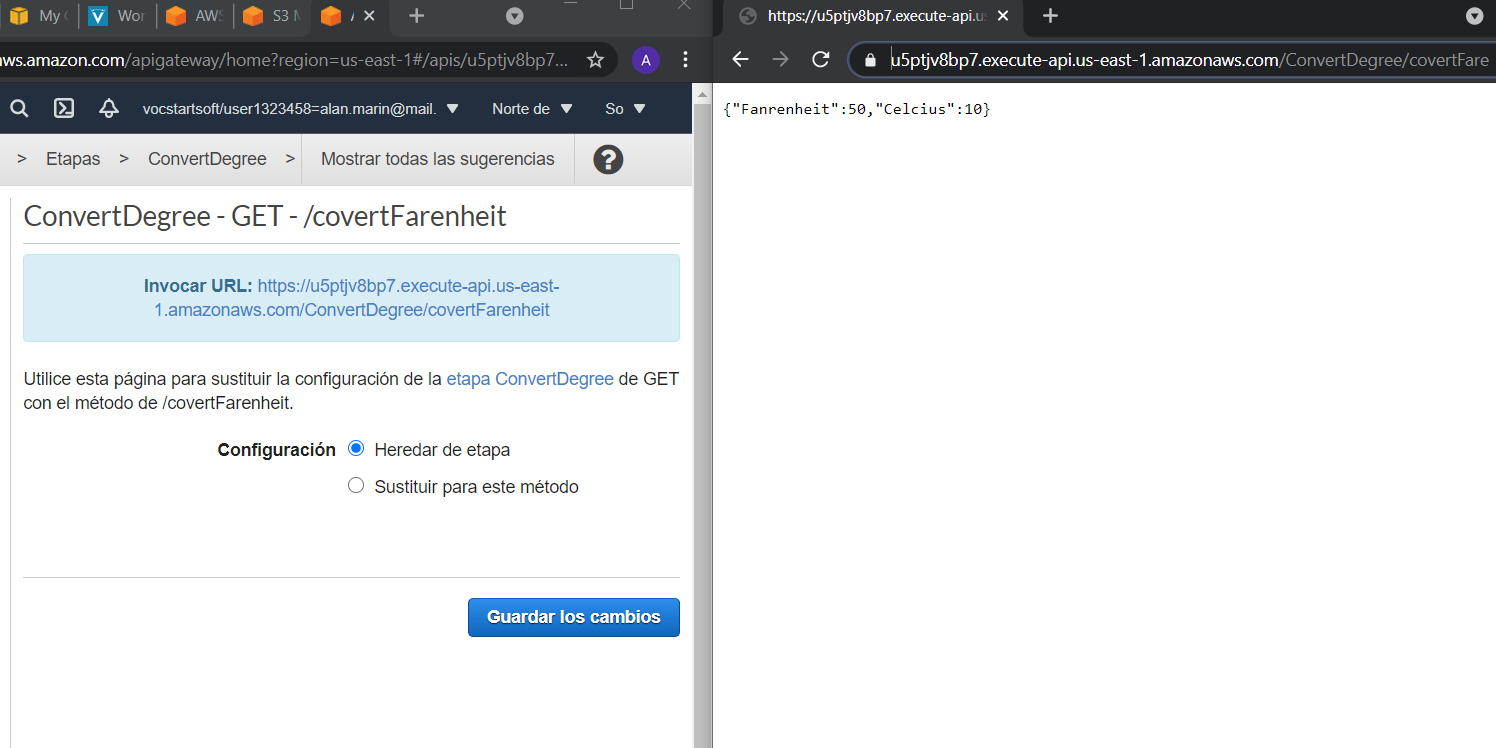 My
Wor
AWS
S3 M
https://u5ptjv8bp7.execute-api.us-
ws.amazon.com/apigateway/home?region=us-east-1#/apis/u5ptjv8bp7...
A
u5ptjv8bp7.execute-api.us-east-1.amazonaws.com/ConvertDegree/covertFare
vocstartsoft/user1323458=alan.marin@mail.
Norte de
So
> Etapas > ConvertDegree >
Mostrar todas las sugerencias
?
{"Fanrenheit":50,"Celcius":10}
ConvertDegree - GET - /covertFarenheit
Invocar URL: https://u5ptjv8bp7.execute-api.us-east-
1.amazonaws.com/ConvertDegree/covertFarenheit
Utilice esta página para sustituir la configuración de la etapa ConvertDegree de GET
con el método de /covertFarenheit.
Configuración
Heredar de etapa
Sustituir para este método
Guardar los cambios